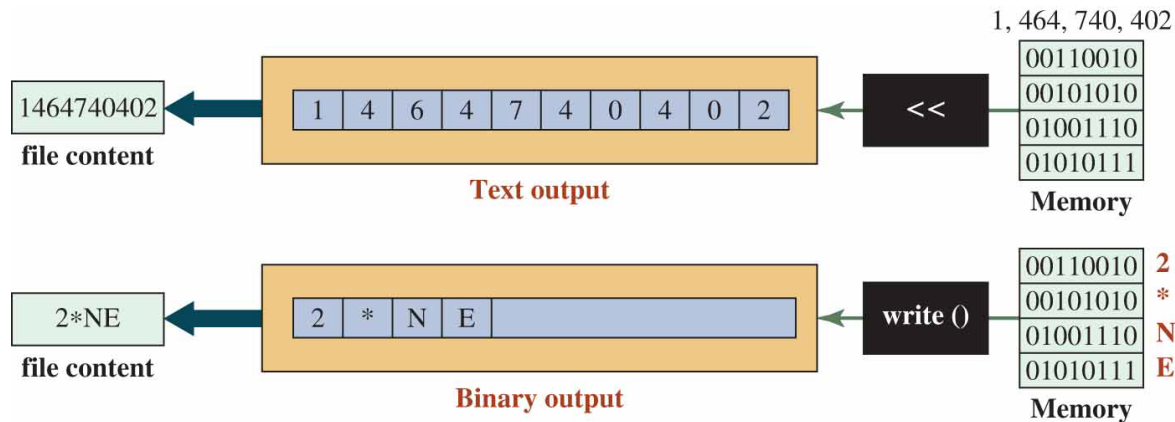 1, 464, 740, 402
00110010
00101010
01001110
01010111
Memory
<<
1 4 6 4 7 4 0 4 0 2
Text output
1464740402
file content
00110010 2
00101010 *
01001110 N
01010111 E
Memory
write ()
2 * N E
Binary output
2*NE
file content